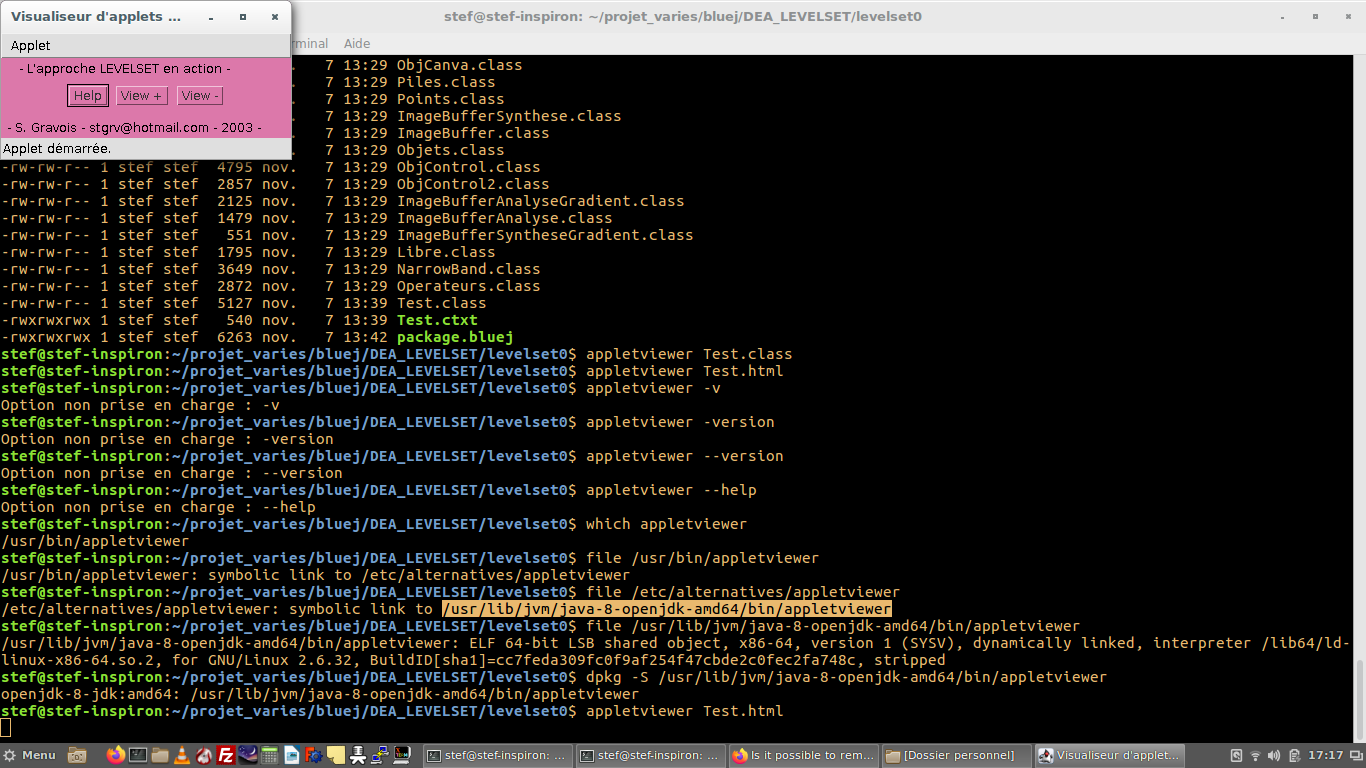 Visualiseur d'applets ...
stef@stef-inspiron: ~/projet_varies/bluej/DEA_LEVELSET/levelset0
Applet
minal Aide
- L'approche LEVELSET en action -
Help View + View -
- S. Gravois - stgrv@hotmail.com - 2003 -
Applet démarrée.
7 13:29 ObjCanva.class
7 13:29 Piles.class
7 13:29 Points.class
7 13:29 ImageBufferSynthese.class
7 13:29 ImageBuffer.class
7 13:29 Objets.class
-rw-rw-r-- 1 stef stef 4795 nov. 7 13:29 ObjControl.class
-rw-rw-r-- 1 stef stef 2857 nov. 7 13:29 ObjControl2.class
-rw-rw-r-- 1 stef stef 2125 nov. 7 13:29 ImageBufferAnalyseGradient.class
-rw-rw-r-- 1 stef stef 1479 nov. 7 13:29 ImageBufferAnalyse.class
-rw-rw-r-- 1 stef stef 551 nov. 7 13:29 ImageBufferSyntheseGradient.class
-rw-rw-r-- 1 stef stef 1795 nov. 7 13:29 Libre.class
-rw-rw-r-- 1 stef stef 3649 nov. 7 13:29 NarrowBand.class
-rw-rw-r-- 1 stef stef 2872 nov. 7 13:29 Operateurs.class
-rw-rw-r-- 1 stef stef 5127 nov. 7 13:39 Test.class
-rwxrwxrwx 1 stef stef 540 nov. 7 13:39 Test.ctxt
-rwxrwxrwx 1 stef stef 6263 nov. 7 13:42 package.bluej
stef@stef-inspiron:~/projet_varies/bluej/DEA_LEVELSET/levelset0$ appletviewer Test.class
stef@stef-inspiron:~/projet_varies/bluej/DEA_LEVELSET/levelset0$ appletviewer Test.html
stef@stef-inspiron:~/projet_varies/bluej/DEA_LEVELSET/levelset0$ appletviewer -v
Option non prise en charge : -v
stef@stef-inspiron:~/projet_varies/bluej/DEA_LEVELSET/levelset0$ appletviewer -version
Option non prise en charge : -version
stef@stef-inspiron:~/projet_varies/bluej/DEA_LEVELSET/levelset0$ appletviewer --version
Option non prise en charge : --version
stef@stef-inspiron:~/projet_varies/bluej/DEA_LEVELSET/levelset0$ appletviewer --help
Option non prise en charge : --help
stef@stef-inspiron:~/projet_varies/bluej/DEA_LEVELSET/levelset0$ which appletviewer
/usr/bin/appletviewer
stef@stef-inspiron:~/projet_varies/bluej/DEA_LEVELSET/levelset0$ file /usr/bin/appletviewer
/usr/bin/appletviewer: symbolic link to /etc/alternatives/appletviewer
stef@stef-inspiron:~/projet_varies/bluej/DEA_LEVELSET/levelset0$ file /etc/alternatives/appletviewer
/etc/alternatives/appletviewer: symbolic link to /usr/lib/jvm/java-8-openjdk-amd64/bin/appletviewer
stef@stef-inspiron:~/projet_varies/bluej/DEA_LEVELSET/levelset0$ file /usr/lib/jvm/java-8-openjdk-amd64/bin/appletviewer
/usr/lib/jvm/java-8-openjdk-amd64/bin/appletviewer: ELF 64-bit LSB shared object, x86-64, version 1 (SYSV), dynamically linked, interpreter /lib64/ld-
linux-x86-64.so.2, for GNU/Linux 2.6.32, BuildID[sha1]=cc7feda309fc0f9af254f47cbde2c0fec2fa748c, stripped
stef@stef-inspiron:~/projet_varies/bluej/DEA_LEVELSET/levelset0$ dpkg -S /usr/lib/jvm/java-8-openjdk-amd64/bin/appletviewer
openjdk-8-jdk:amd64: /usr/lib/jvm/java-8-openjdk-amd64/bin/appletviewer
stef@stef-inspiron:~/projet_varies/bluej/DEA_LEVELSET/levelset0$ appletviewer Test.html
Menu stef@stef-inspiron: ... stef@stef-inspiron: ... Is it possible to rem... [Dossier personnel] Visualiseur d'applet... 17:17